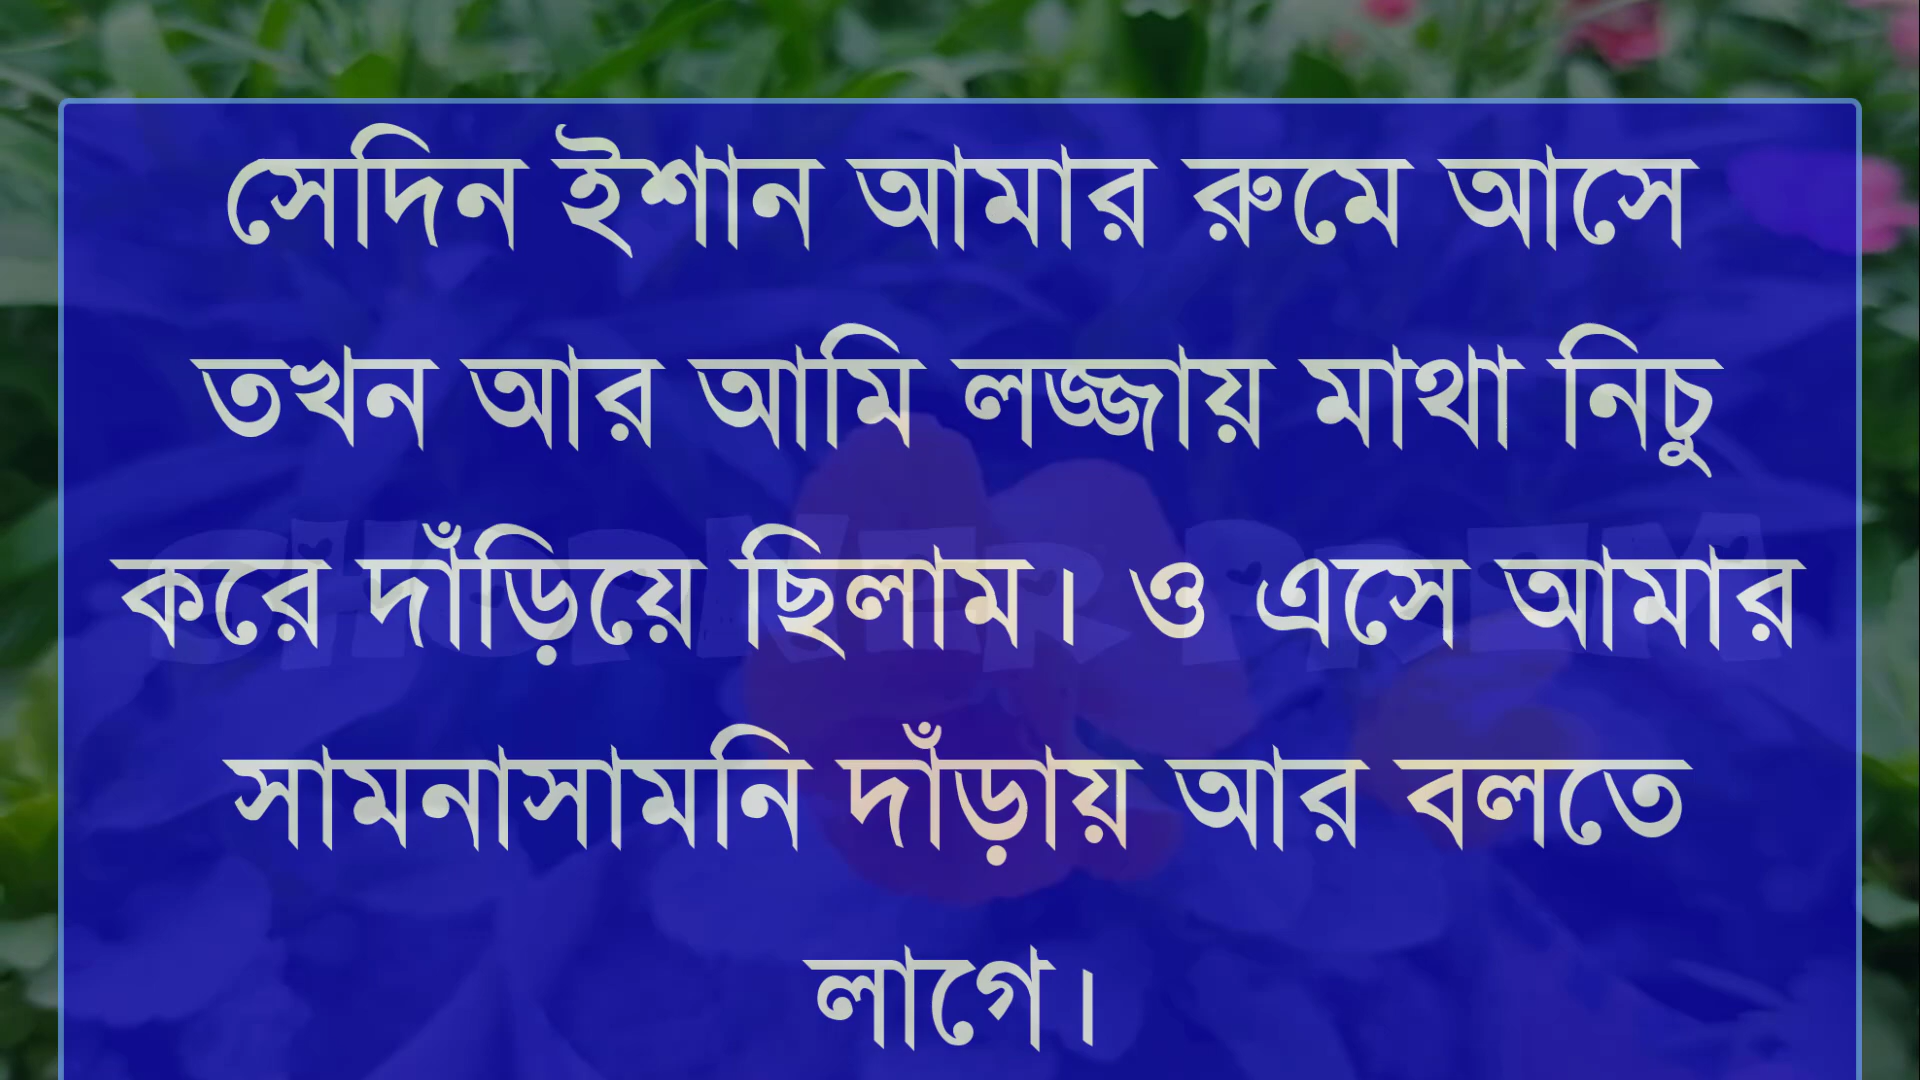 সেদিন ইশান আমার রুমে আসে
তখন আর আমি লজ্জায় মাথা নিচু
করে দাঁড়িয়ে ছিলাম। ও এসে আমার
সামনাসামনি দাঁড়ায় আর বলতে
লাগে।